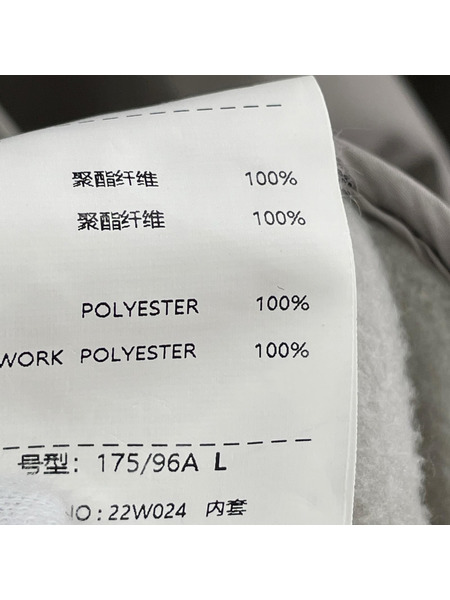 聚酯纤维 100%
聚酯纤维 100%
POLYESTER 100%
WORK POLYESTER 100%
号型: 175/96A L
NO: 22W024 内套